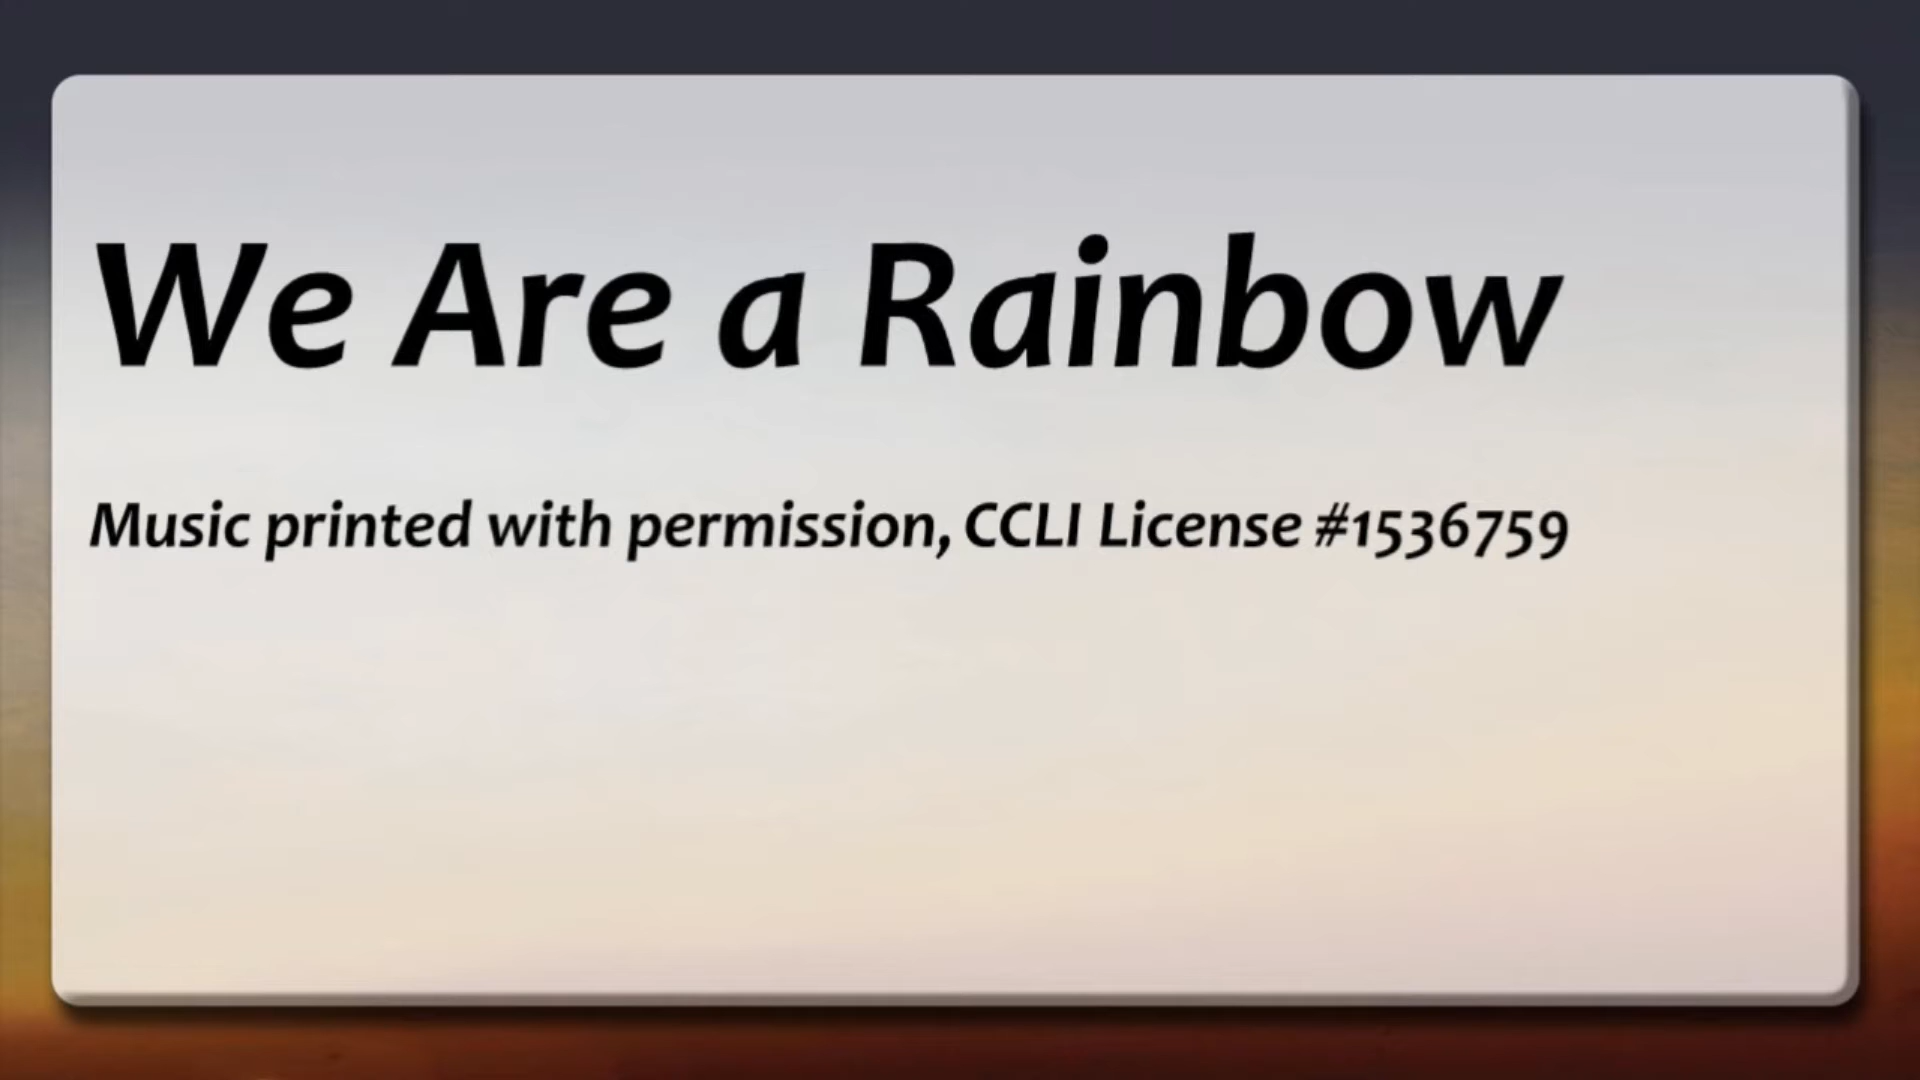 We Are a Rainbow
Music printed with permission, CCLI License #1536759